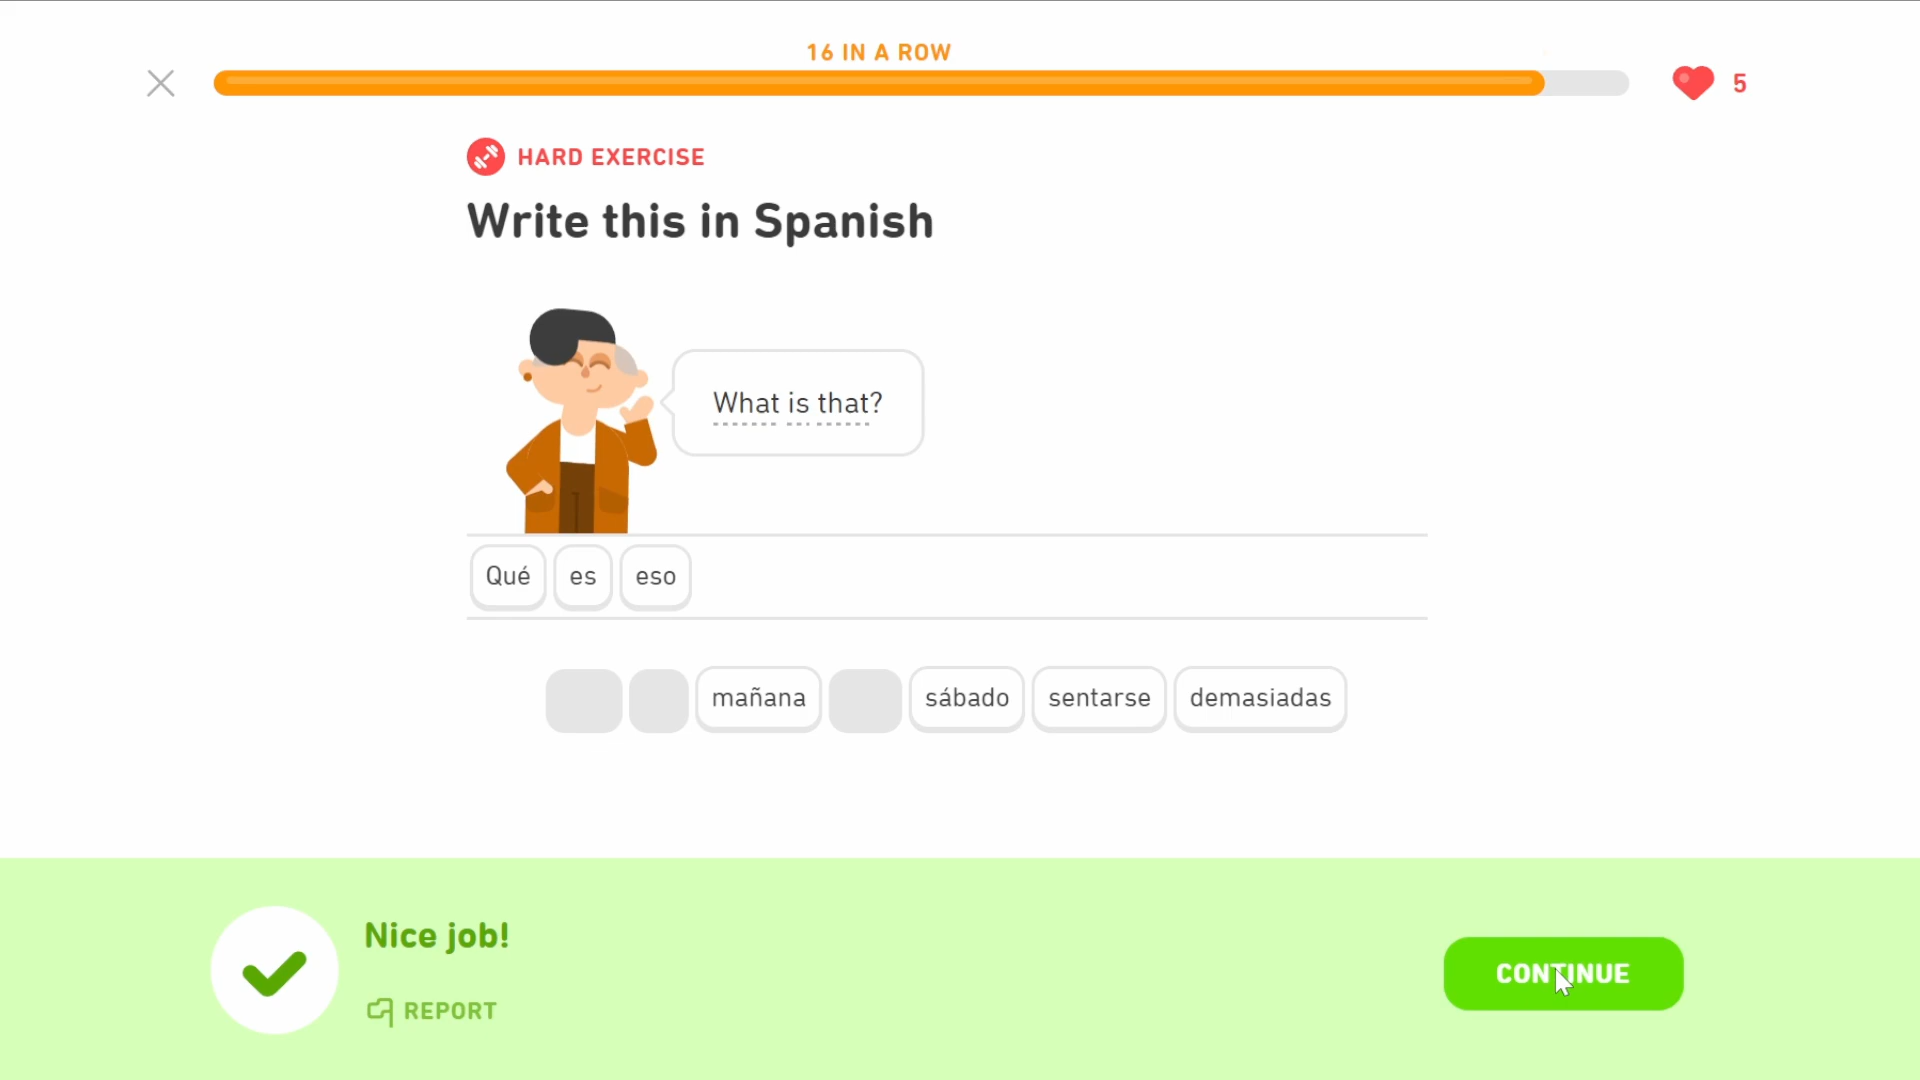 16 IN A ROW
5
HARD EXERCISE
Write this in Spanish
What is that?
Qué es eso
mañana sábado sentarse demasiadas
Nice job!
REPORT
CONTINUE